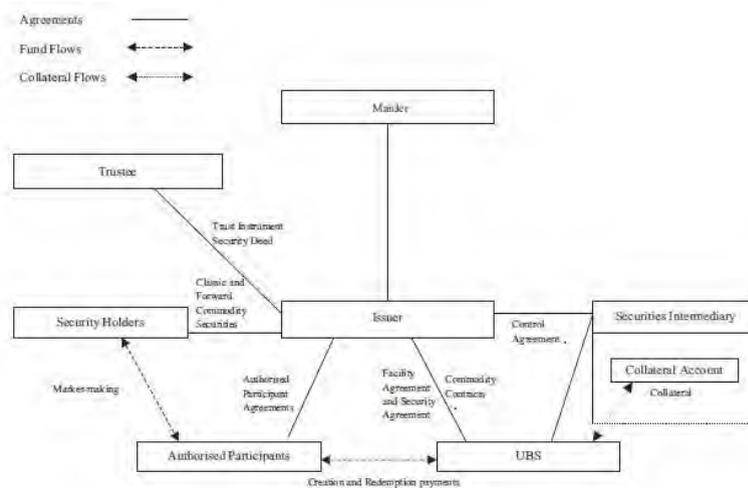 Agreements
Fund Flows
Collateral Flows
Trustee
Trust Instrument
Security Deed
Classic and
Forward
Commodity
Securities
Security Holders
Issuer
Control
Agreement
Securities Intermediary
Collateral Account
Collateral
Market-making
Authorised
Participant
Agreements
Facility
Agreement
and Security
Agreement
Commodity
Contracts
Authorised Participants
UBS
Creation and Redemption payments